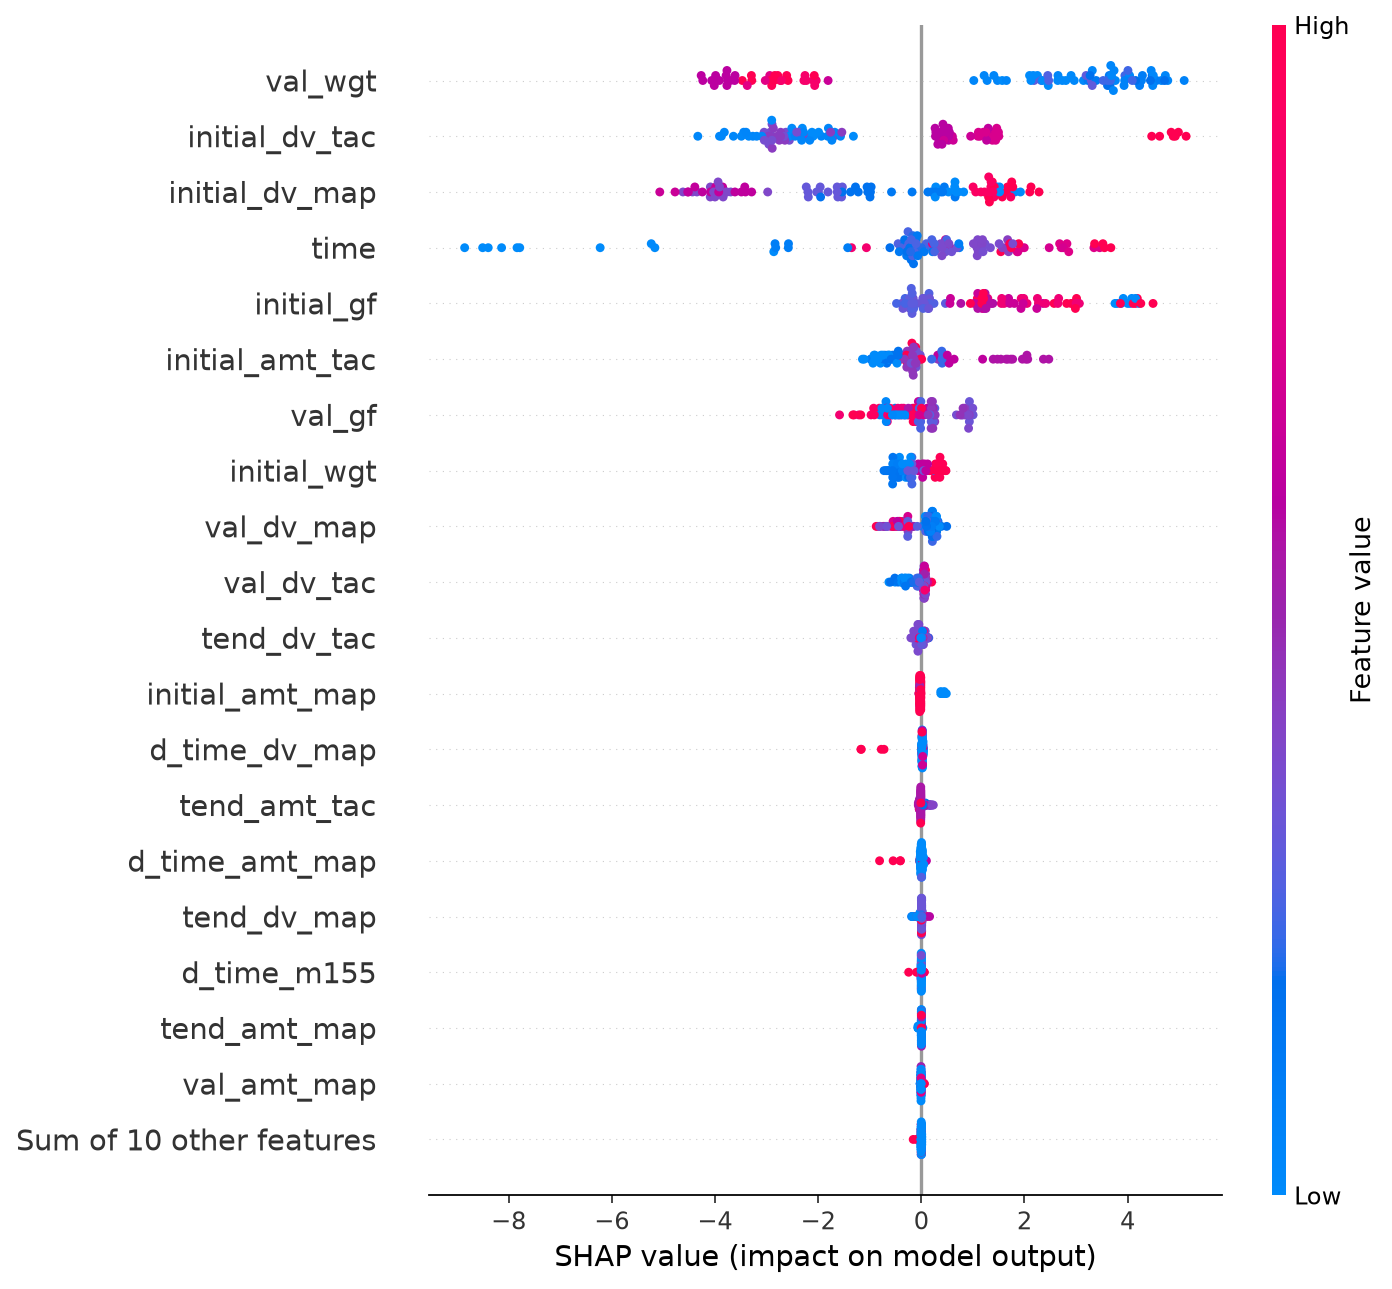 High
val_wgt
initial_dv_tac
initial_dv_map
time
initial_gf
initial_amt_tac
val_gf
initial_wgt
val_dv_map
val_dv_tac
tend_dv_tac
initial_amt_map
d_time_dv_map
tend_amt_tac
d_time_amt_map
tend_dv_map
d_time_m155
tend_amt_map
val_amt_map
Sum of 10 other features
Feature value
Low
−8 −6 −4 −2 0 2 4
SHAP value (impact on model output)